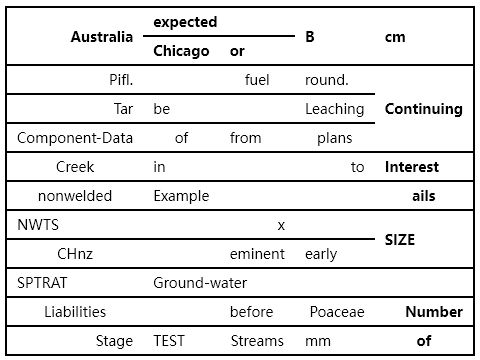 Australia expected B cm
Chicago or
Pifl. fuel round. Continuing
Tar be Leaching
Component-Data of from plans
Creek in to Interest
nonwelded Example ails
NWTS x SIZE
CHnz eminent early
SPTRAT Ground-water
Liabilities before Poaceae Number
Stage TEST Streams mm of